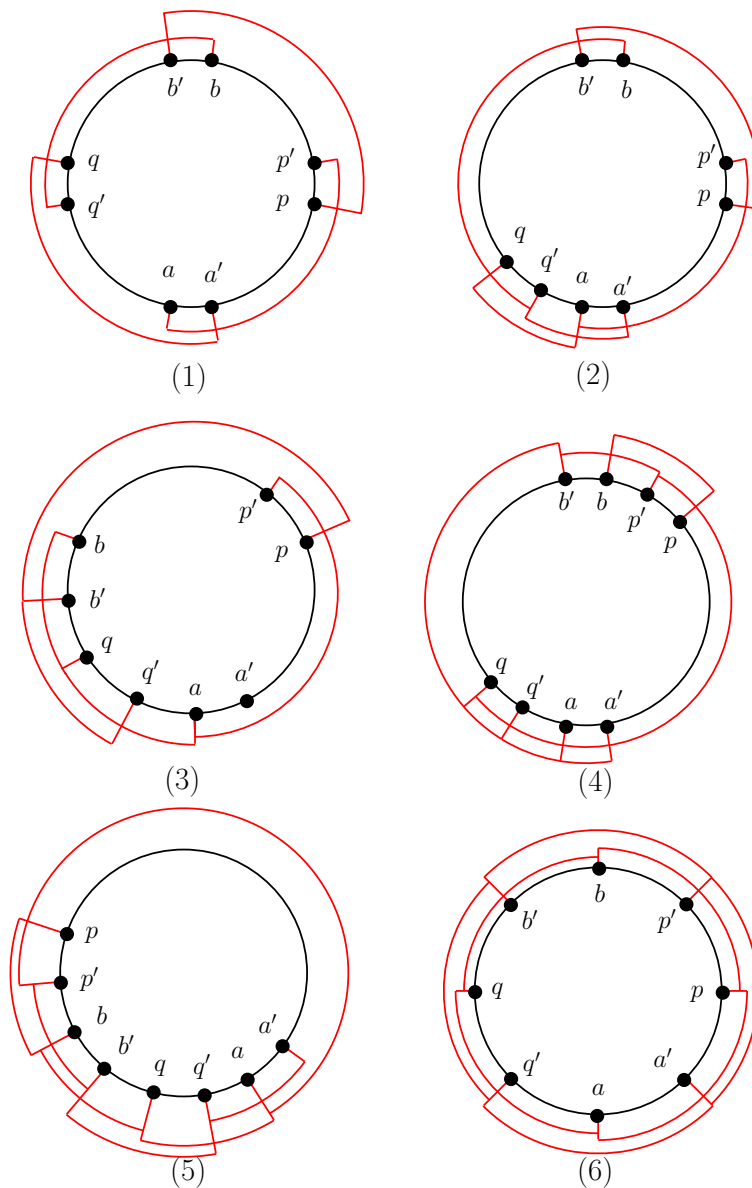 b′ b
q p′
q′ p
a a′
(1)
b′ b
p′
p
q q′ a a′
(2)
p′
b p
b′
q
q′ a a′
(3)
b′ b p′ p
q q′ a a′
(4)
p
p′
b a′
b′ q q′ a
(5)
b
b′ p′
q p
q′ a′
a
(6)